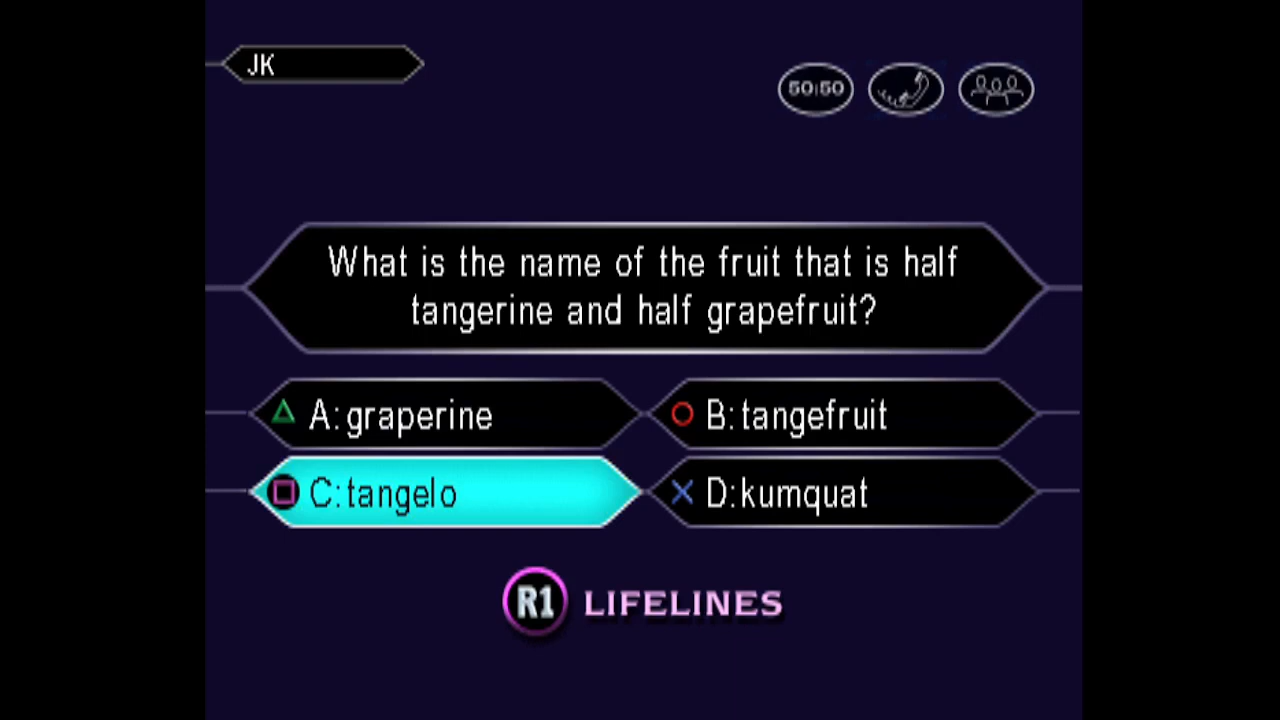 JK
50:50
What is the name of the fruit that is half
tangerine and half grapefruit?
A:graperine
B:tangefruit
C:tangelo
D:kumquat
R1 LIFELINES